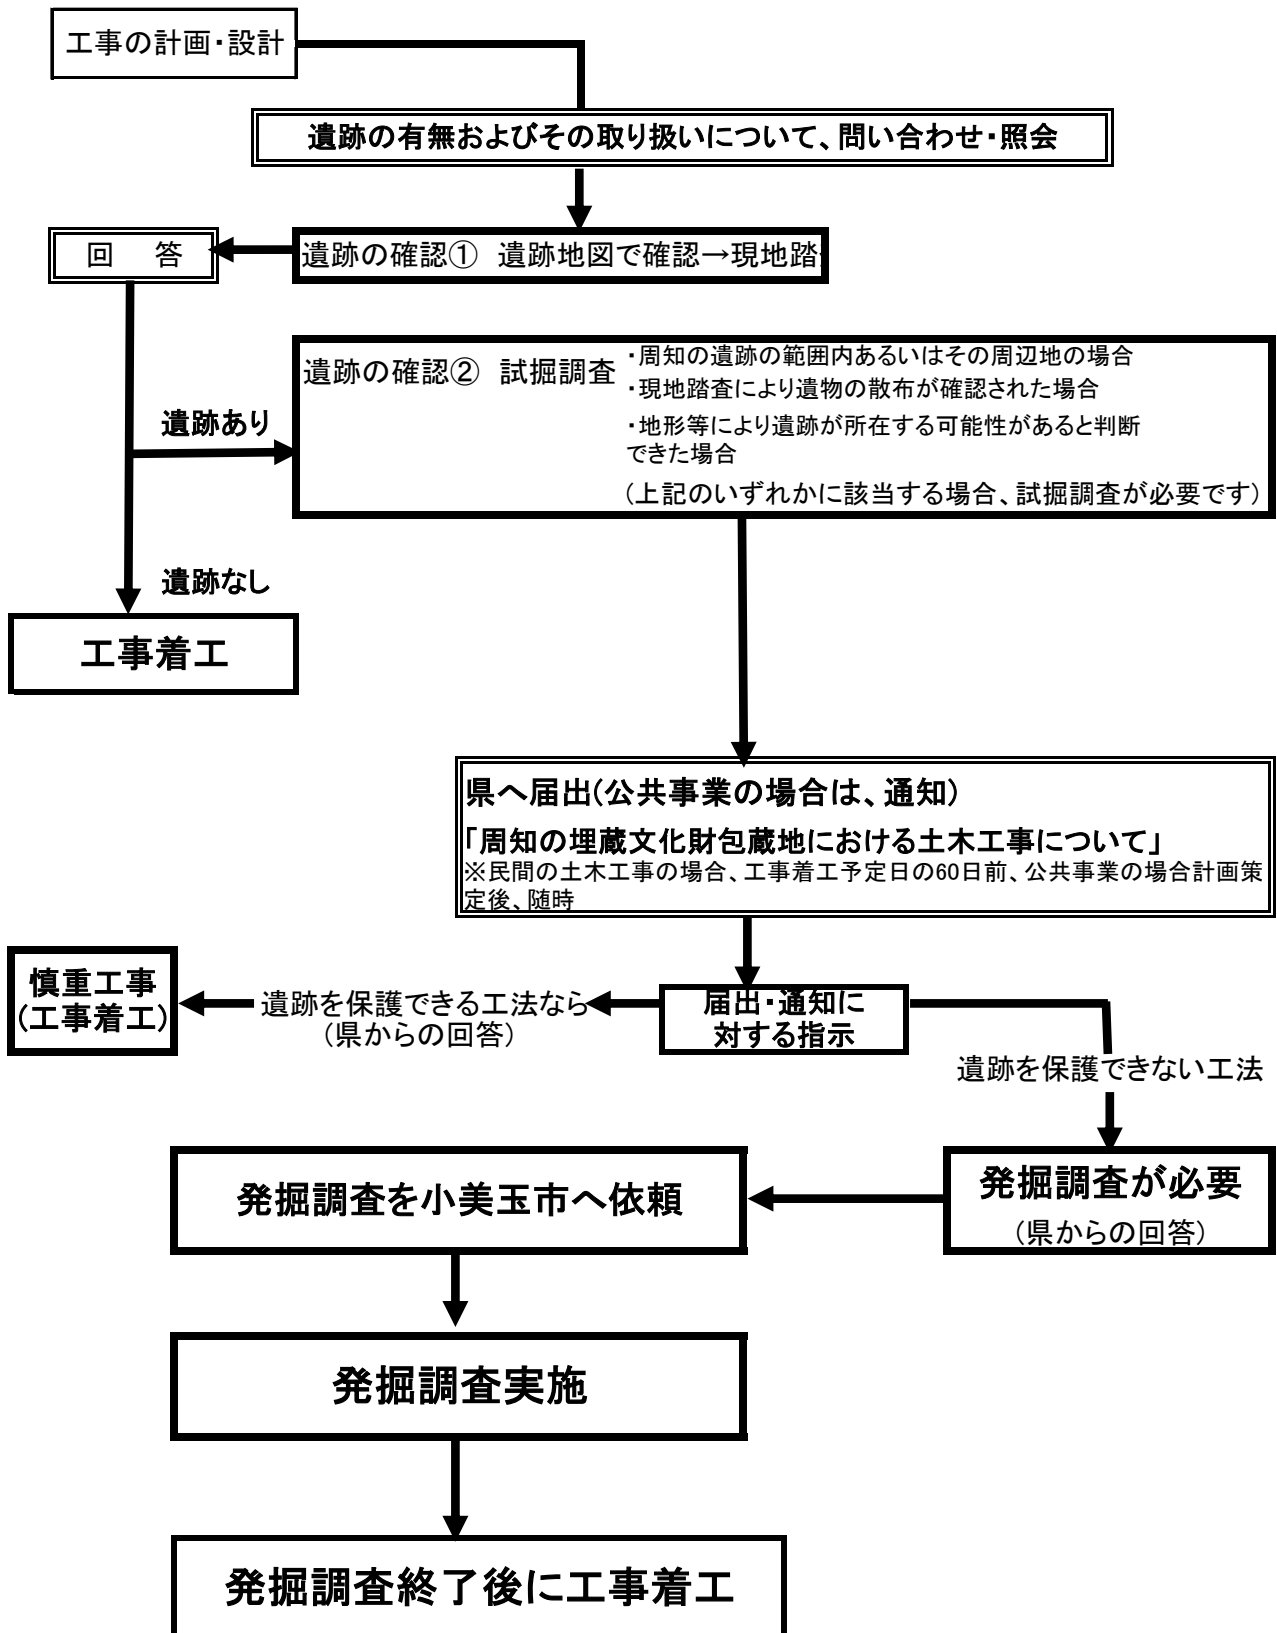 工事の計画・設計
遺跡の有無およびその取り扱いについて、問い合わせ・照会
回　答
遺跡の確認①　遺跡地図で確認→現地踏
遺跡の確認②　試掘調査
・周知の遺跡の範囲内あるいはその周辺地の場合
・現地踏査により遺物の散布が確認された場合
・地形等により遺跡が所在する可能性があると判断
できた場合
(上記のいずれかに該当する場合、試掘調査が必要です)
遺跡あり
遺跡なし
工事着工
県へ届出(公共事業の場合は、通知)
「周知の埋蔵文化財包蔵地における土木工事について」
※民間の土木工事の場合、工事着工予定日の60日前、公共事業の場合計画策
定後、随時
慎重工事
(工事着工)
遺跡を保護できる工法なら
(県からの回答)
届出・通知に
対する指示
遺跡を保護できない工法
発掘調査が必要
(県からの回答)
発掘調査を小美玉市へ依頼
発掘調査実施
発掘調査終了後に工事着工